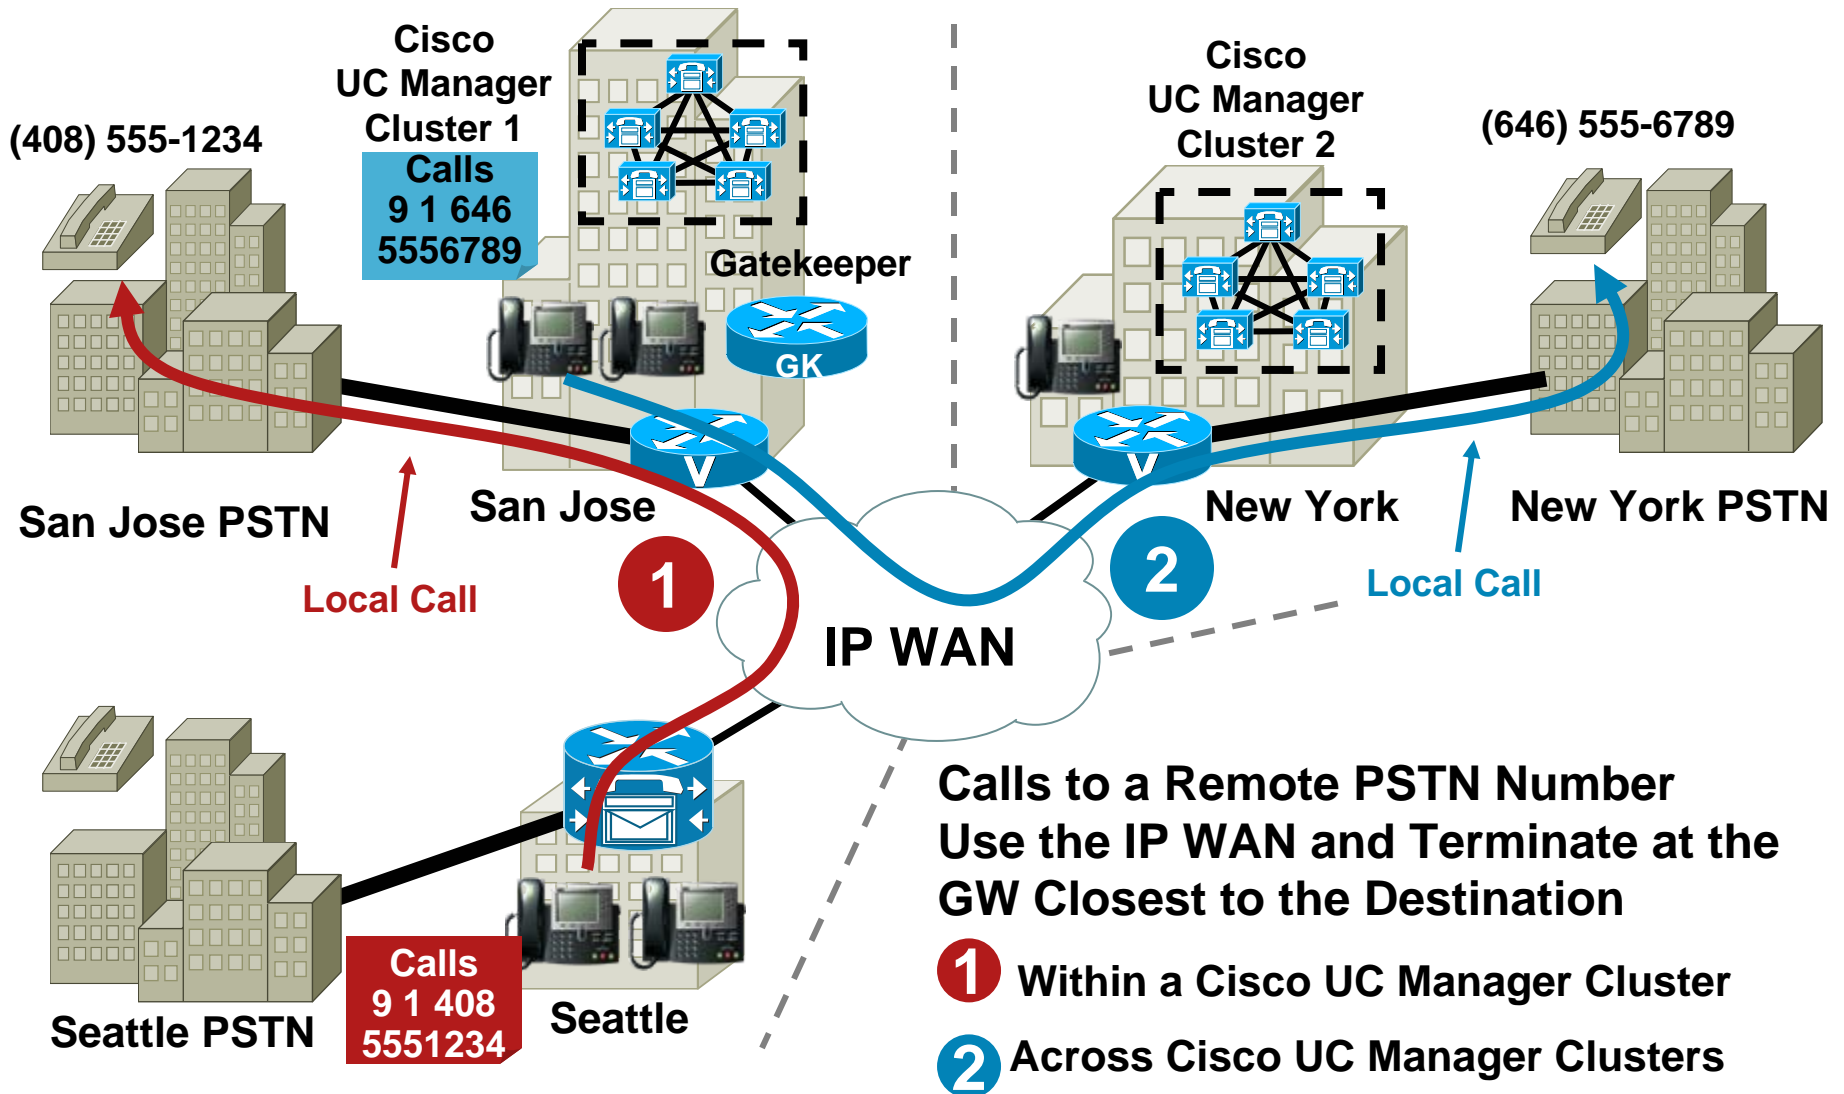 Cisco
UC Manager
Cluster 1
Cisco
UC Manager
Cluster 2
(408) 555-1234
(646) 555-6789
Calls
9 1 646
5556789
Gatekeeper
GK
V
V
San Jose PSTN
San Jose
New York
New York PSTN
Local Call
1
2
Local Call
IP WAN
Calls to a Remote PSTN Number
Use the IP WAN and Terminate at the
GW Closest to the Destination
1 Within a Cisco UC Manager Cluster
2 Across Cisco UC Manager Clusters
Calls
9 1 408
5551234
Seattle PSTN
Seattle